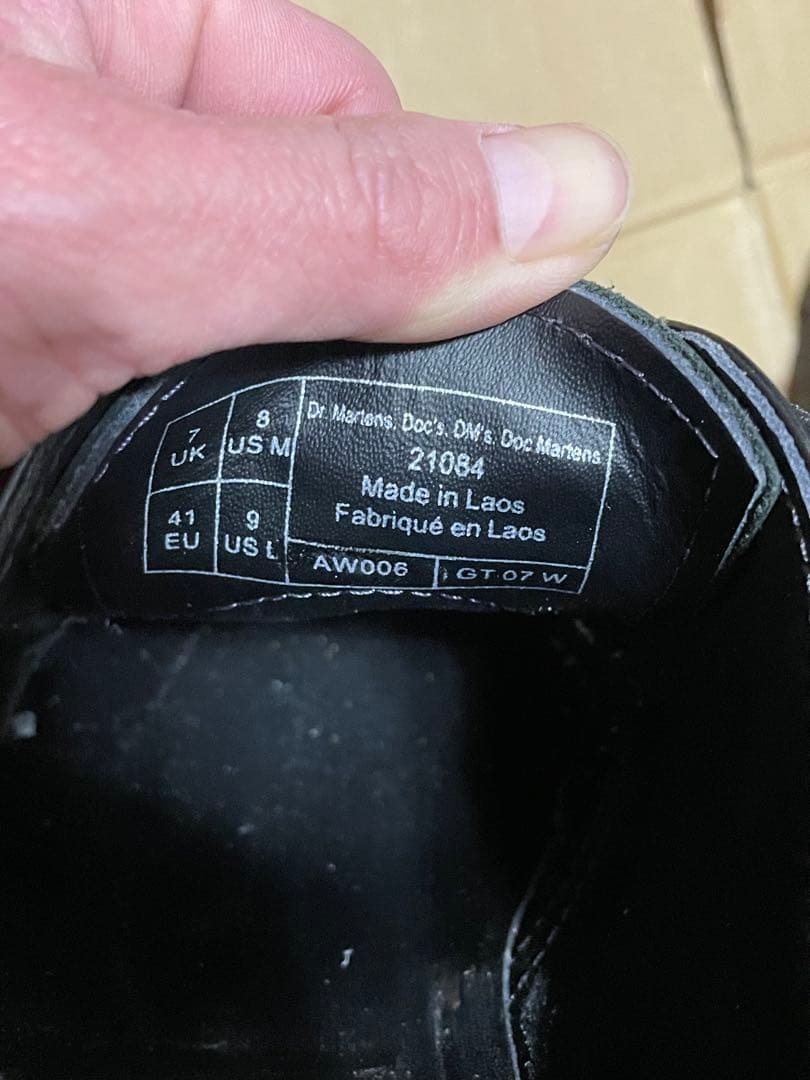 7
UK
8
US M
41
EU
9
US L
Dr. Martens, Doc's, DM's, Doc Martens
21084
Made in Laos
Fabriqué en Laos
AW006
GT 07 W